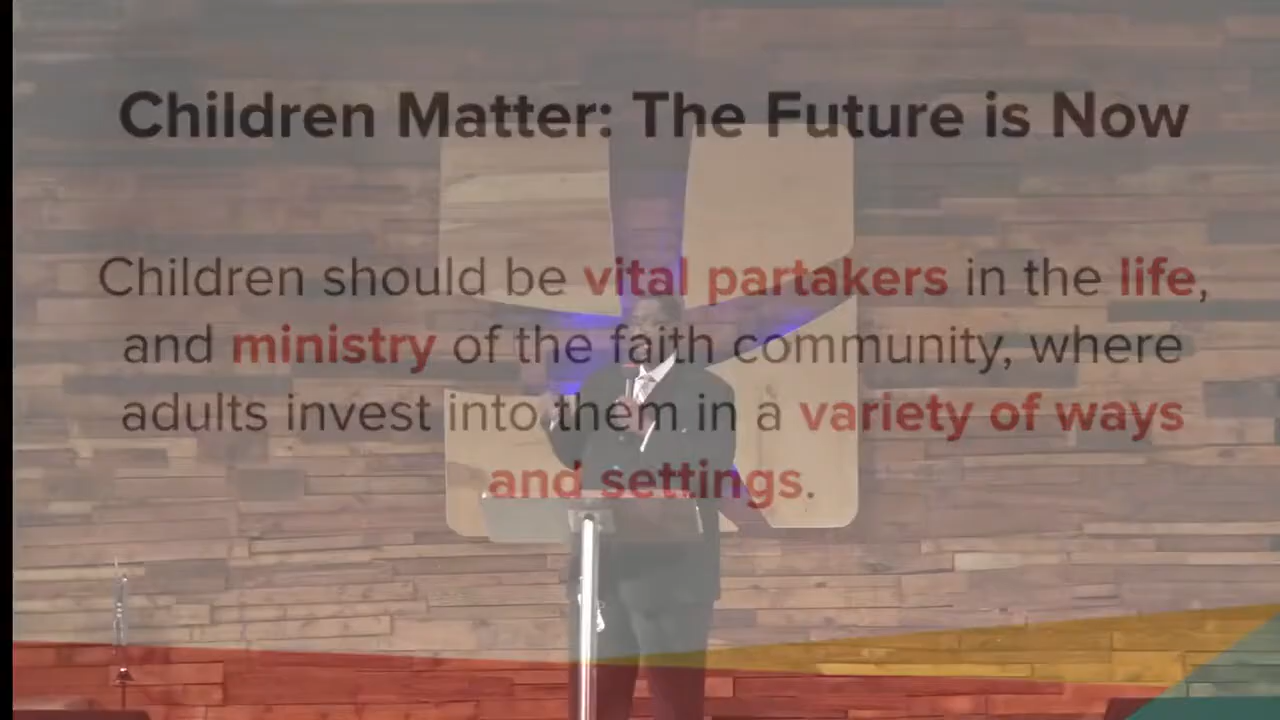 Children Matter: The Future is Now
Children should be vital partakers in the life,
and ministry of the faith community, where
adults invest into them in a variety of ways
and settings.